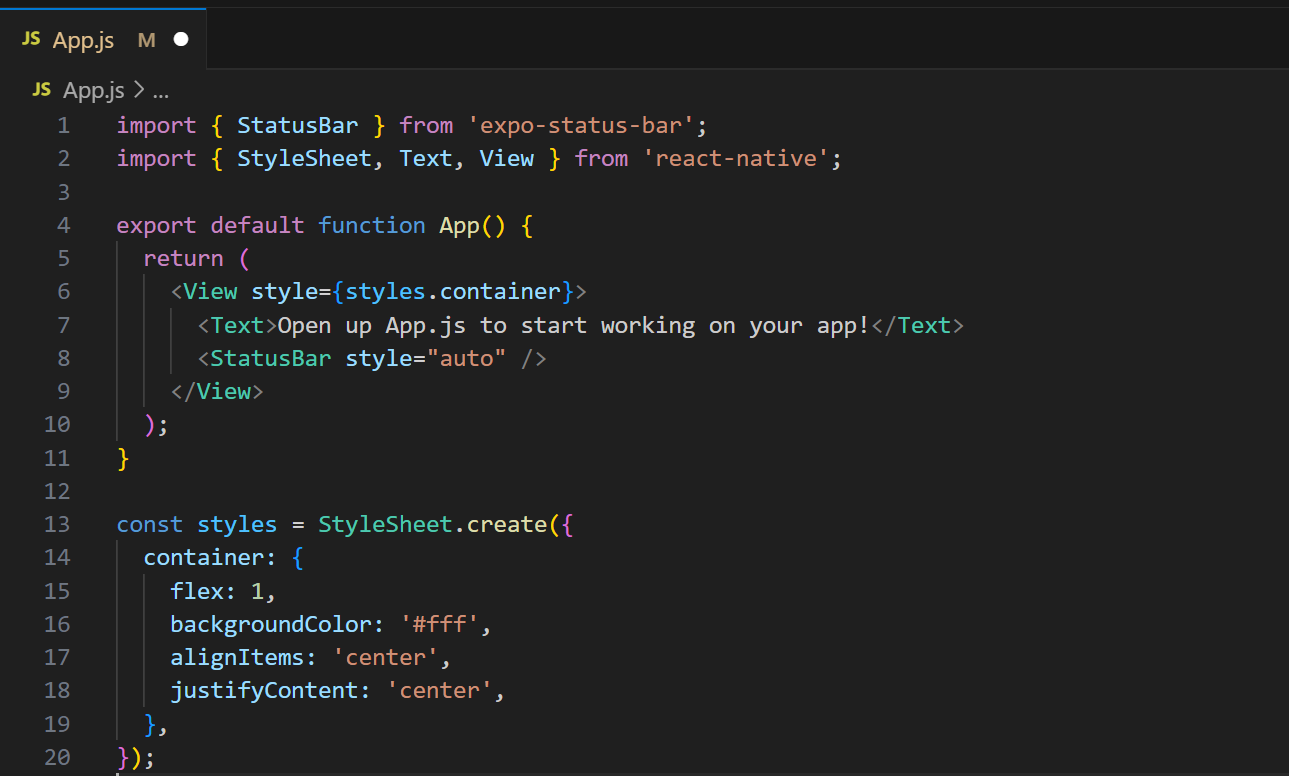 JS App.js M
JS App.js > ...
1 import { StatusBar } from 'expo-status-bar';
2 import { StyleSheet, Text, View } from 'react-native';
3
4 export default function App() {
5   return (
6     <View style={styles.container}>
7       <Text>Open up App.js to start working on your app!</Text>
8       <StatusBar style="auto" />
9     </View>
10   );
11 }
12
13 const styles = StyleSheet.create({
14   container: {
15     flex: 1,
16     backgroundColor: '#fff',
17     alignItems: 'center',
18     justifyContent: 'center',
19   },
20 });